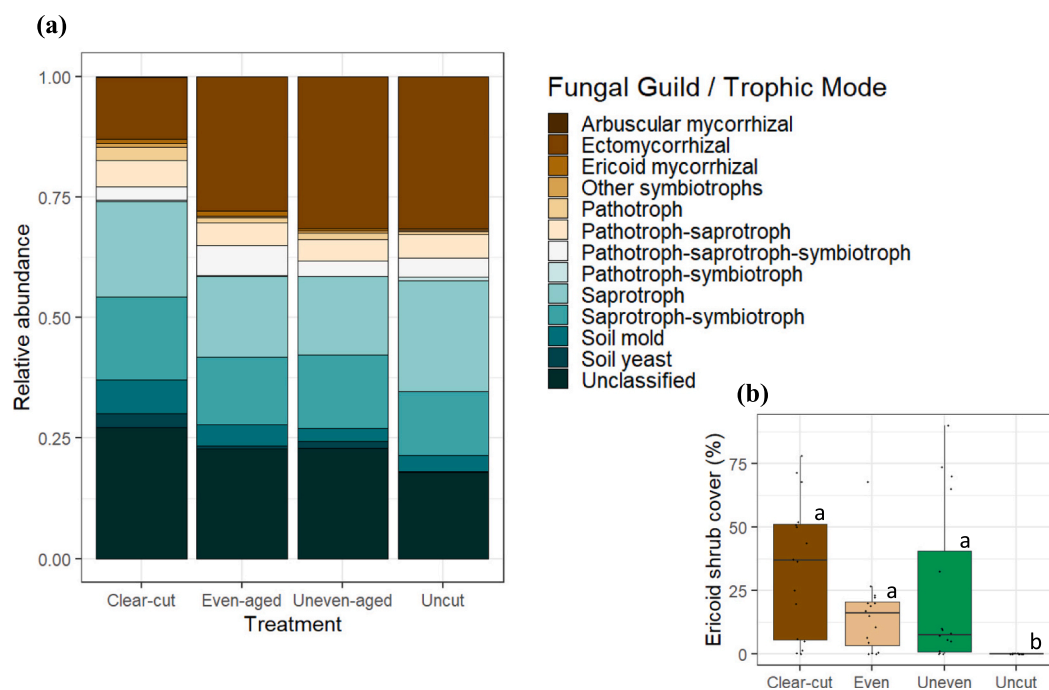 (a)
1.00
0.75
0.50
0.25
0.00
Relative abundance
Clear-cut Even-aged Uneven-aged Uncut
Treatment
Fungal Guild / Trophic Mode
Arbuscular mycorrhizal
Ectomycorrhizal
Ericoid mycorrhizal
Other symbiotrophs
Pathotroph
Pathotroph-saprotroph
Pathotroph-saprotroph-symbiotroph
Pathotroph-symbiotroph
Saprotroph
Saprotroph-symbiotroph
Soil mold
Soil yeast
Unclassified
(b)
Ericoid shrub cover (%)
75
50
25
0
a
a
a
b
Clear-cut Even Uneven Uncut